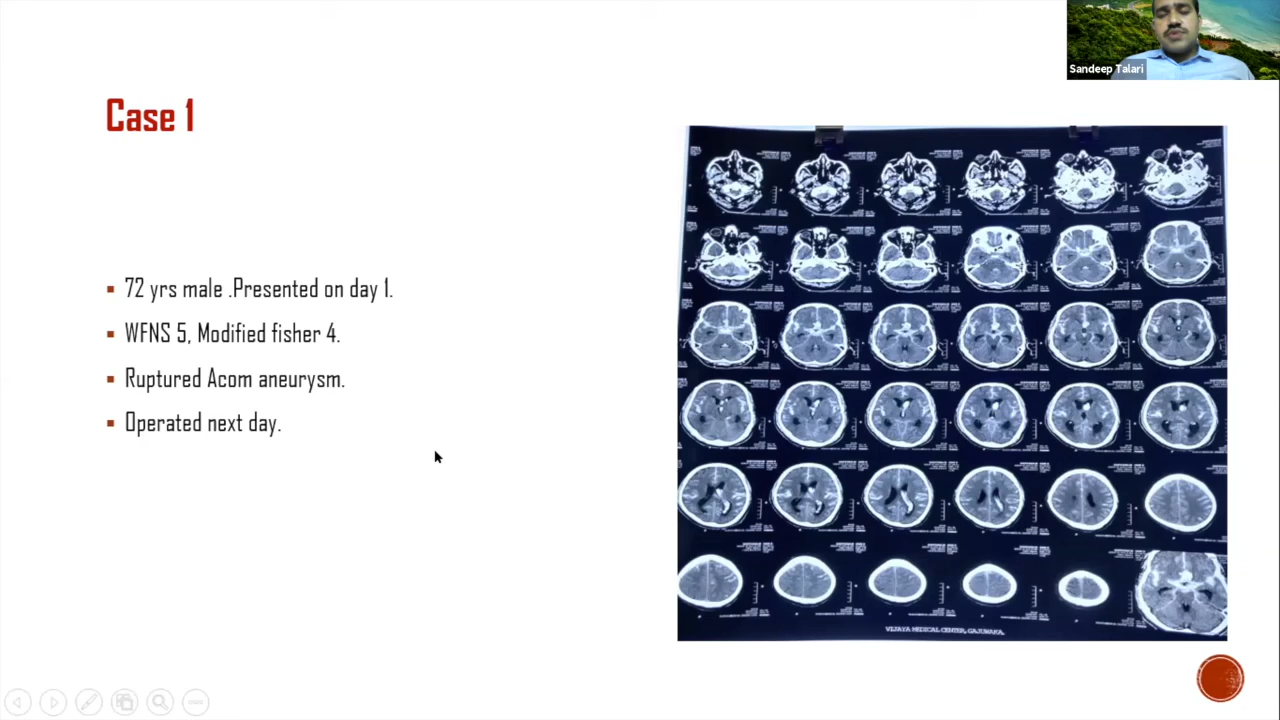 Sandeep Talari
Case 1
72 yrs male .Presented on day 1.
WFNS 5, Modified fisher 4.
Ruptured Acom aneurysm.
Operated next day.
VIJAYA MEDICAL CENTER, GAJUWAKA.